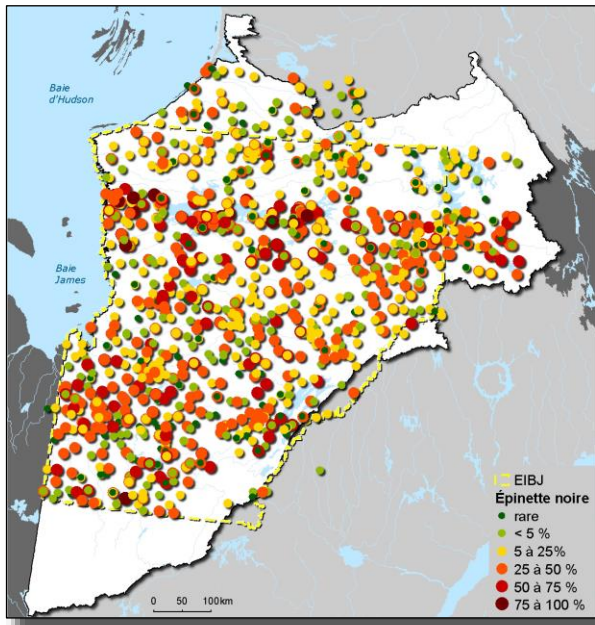 Baie
d'Hudson
Baie
James
EIBJ
Épinette noire
rare
< 5 %
5 à 25%
25 à 50 %
50 à 75 %
75 à 100 %
0 50 100km